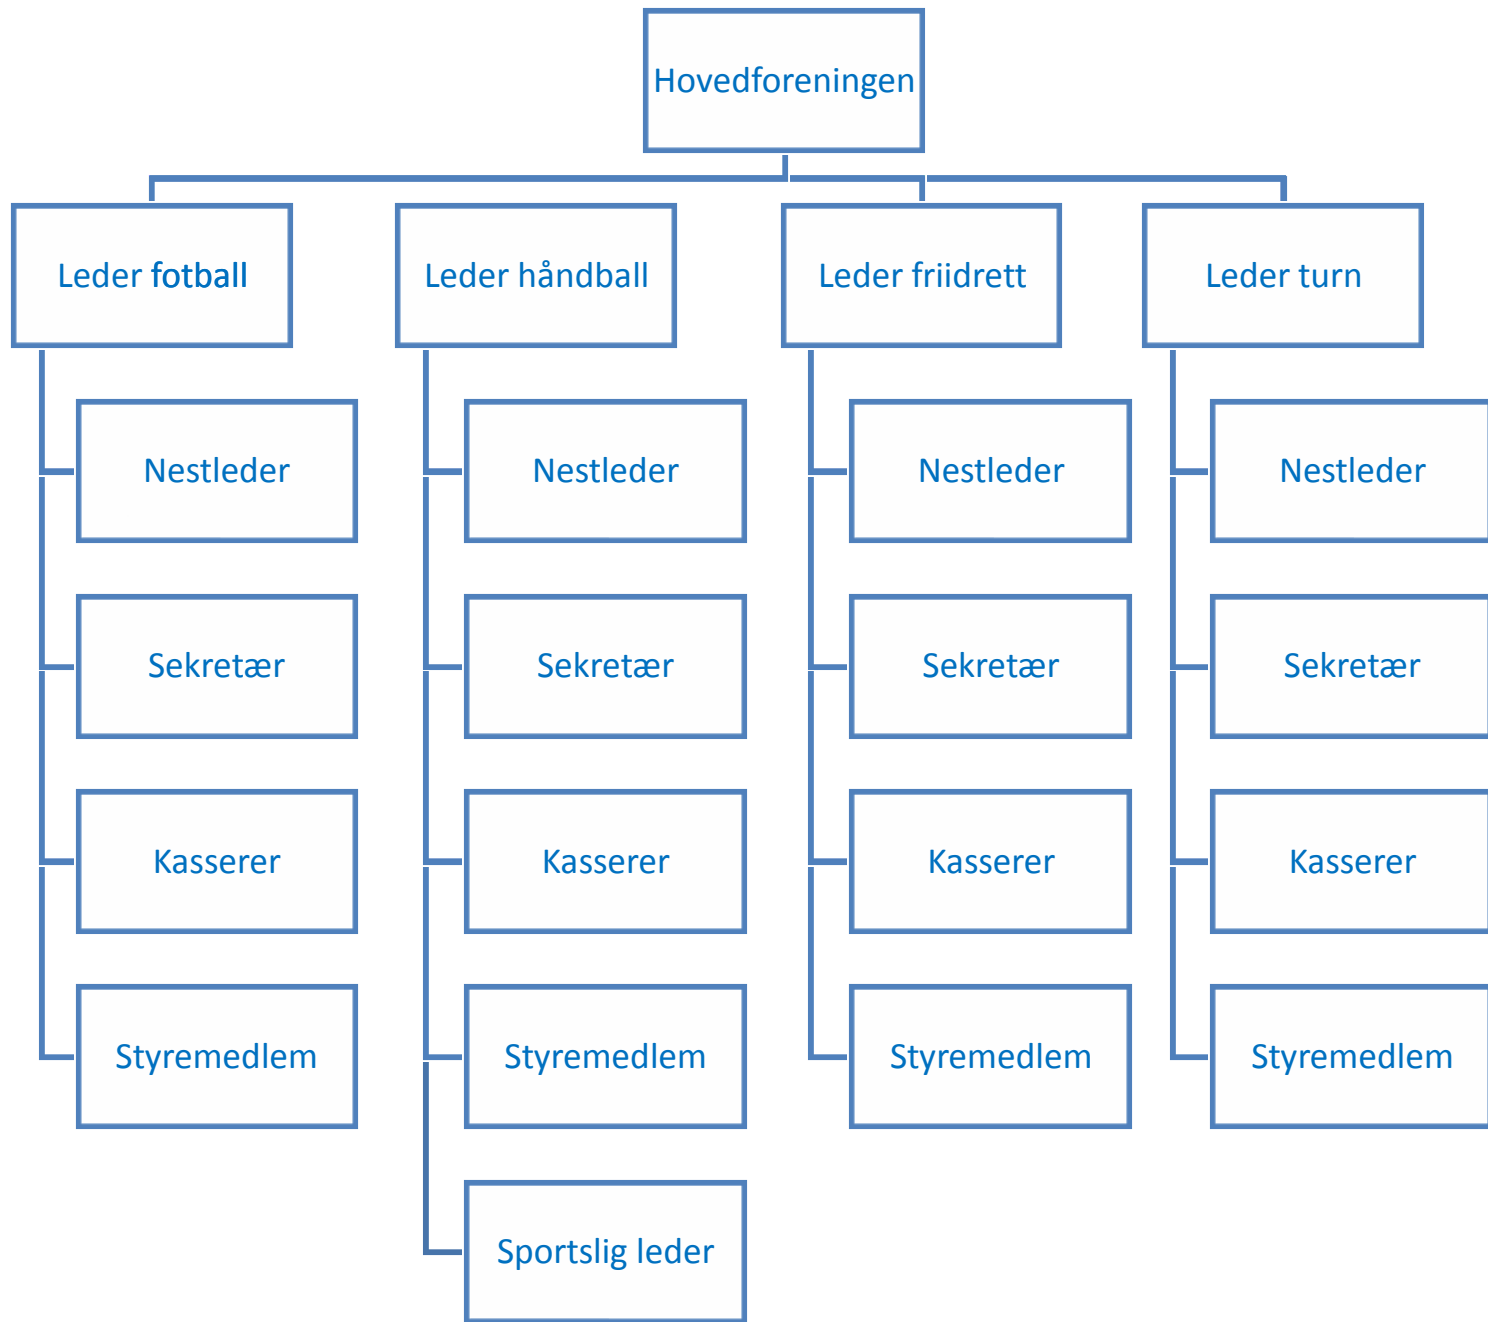 Hovedforeningen
Leder fotball
Leder håndball
Leder friidrett
Leder turn
Nestleder
Nestleder
Nestleder
Nestleder
Sekretær
Sekretær
Sekretær
Sekretær
Kasserer
Kasserer
Kasserer
Kasserer
Styremedlem
Styremedlem
Styremedlem
Styremedlem
Sportslig leder